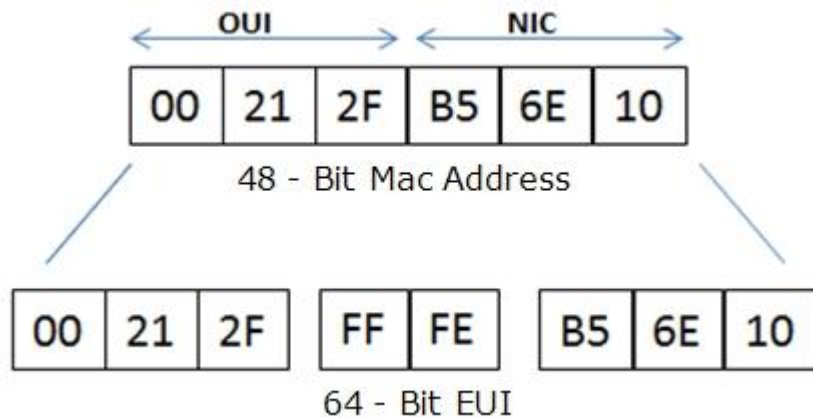 OUI NIC
00 21 2F B5 6E 10
48 - Bit Mac Address
00 21 2F FF FE B5 6E 10
64 - Bit EUI